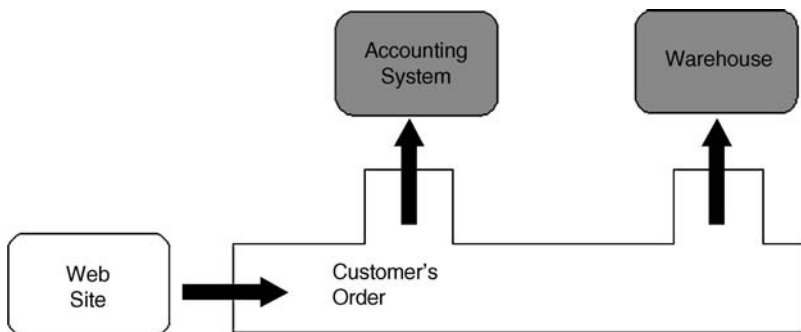 Accounting
System
Warehouse
Web
Site
Customer's
Order